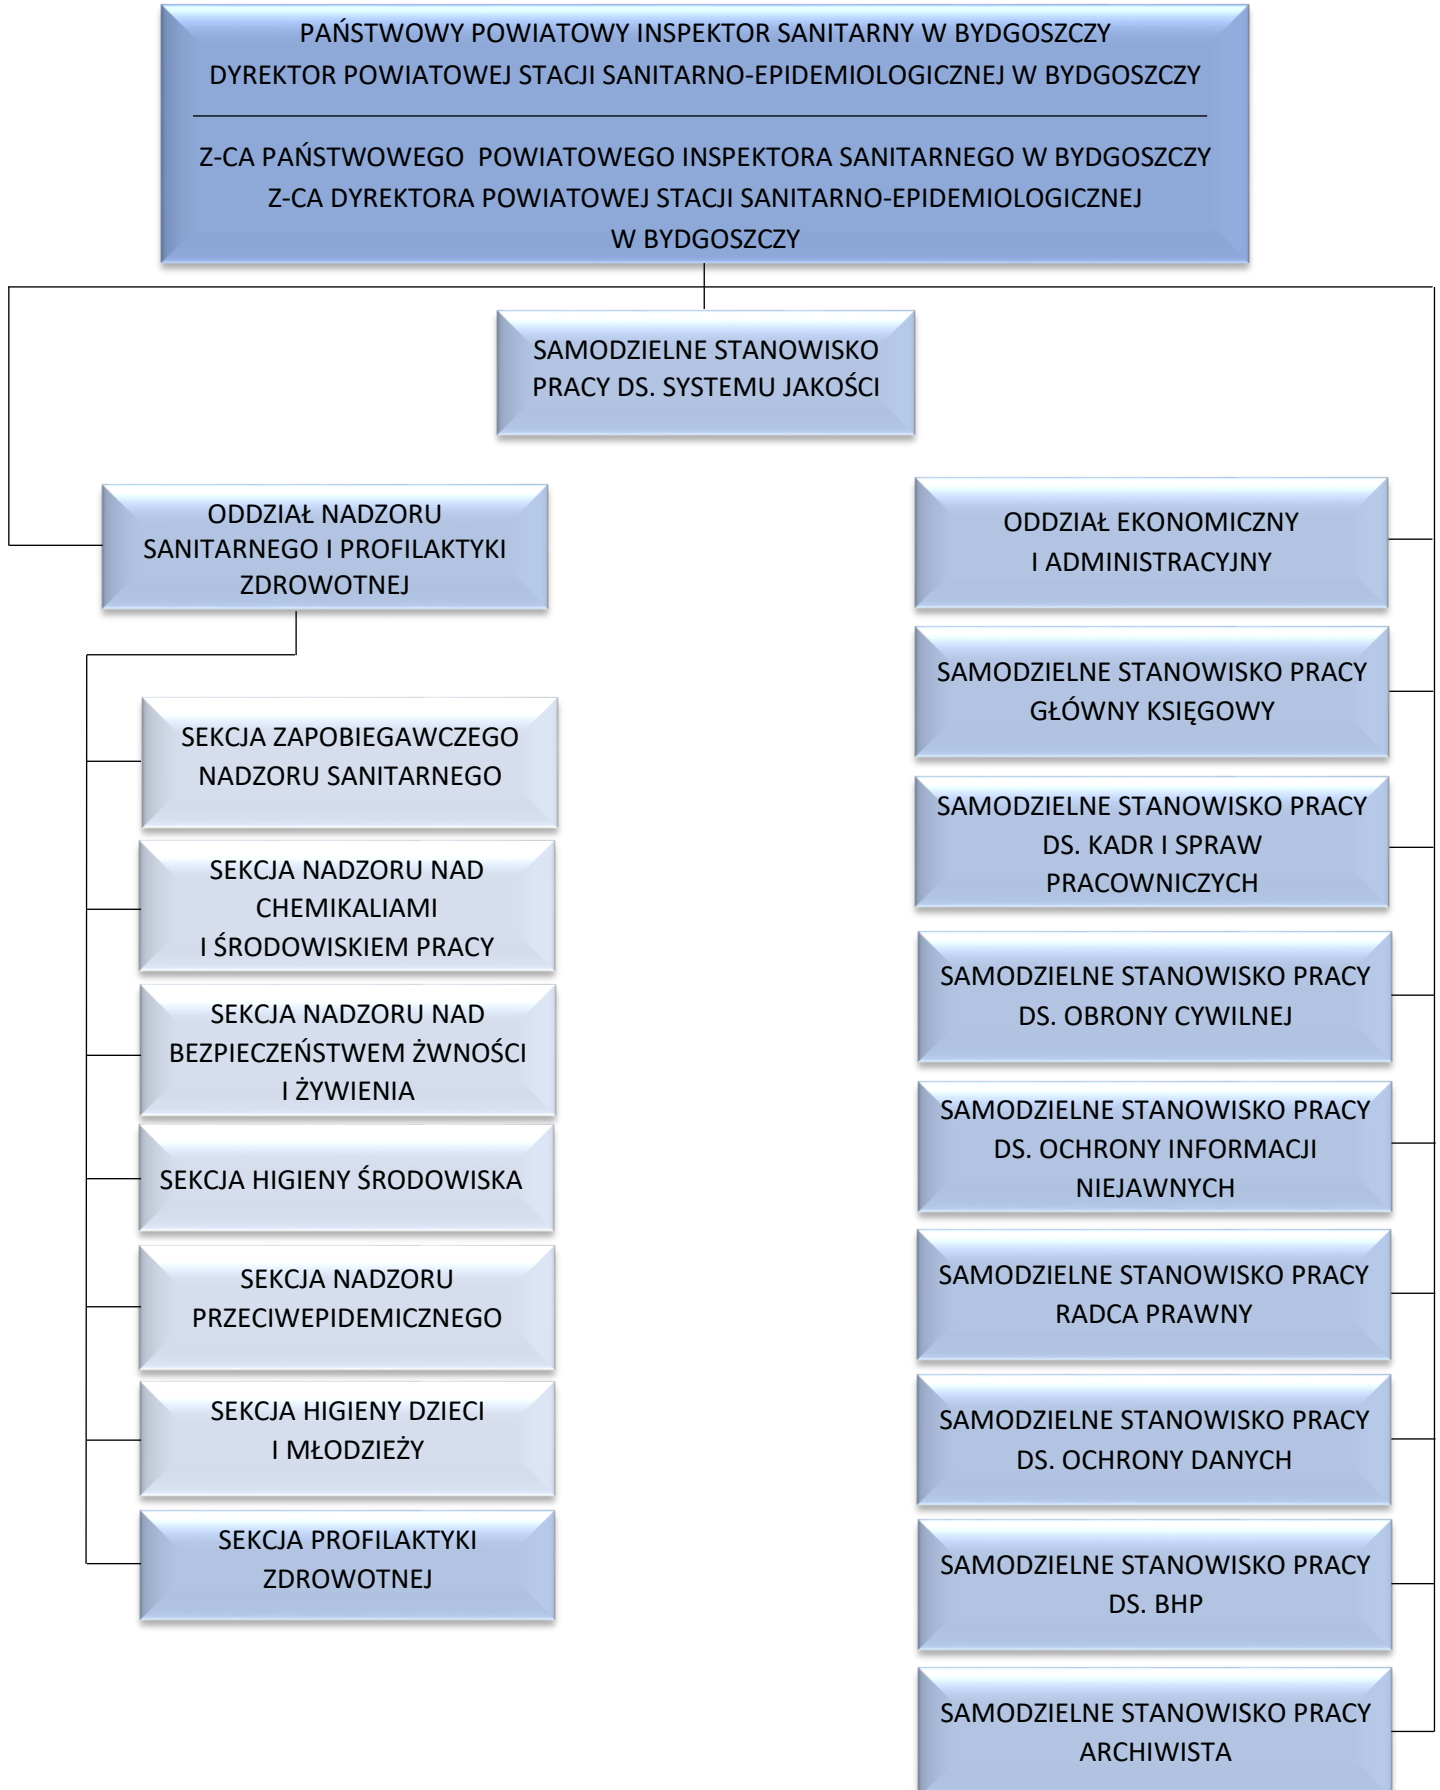 PAŃSTWOWY POWIATOWY INSPEKTOR SANITARNY W BYDGOSZCZY
DYREKTOR POWIATOWEJ STACJI SANITARNO-EPIDEMIOLOGICZNEJ W BYDGOSZCZY
Z-CA PAŃSTWOWEGO POWIATOWEGO INSPEKTORA SANITARNEGO W BYDGOSZCZY
Z-CA DYREKTORA POWIATOWEJ STACJI SANITARNO-EPIDEMIOLOGICZNEJ
W BYDGOSZCZY
SAMODZIELNE STANOWISKO
PRACY DS. SYSTEMU JAKOŚCI
ODDZIAŁ NADZORU
SANITARNEGO I PROFILAKTYKI
ZDROWOTNEJ
SEKCJA ZAPOBIEGAWCZEGO
NADZORU SANITARNEGO
SEKCJA NADZORU NAD
CHEMIKALIAMI
I ŚRODOWISKIEM PRACY
SEKCJA NADZORU NAD
BEZPIECZEŃSTWEM ŻWNOŚCI
I ŻYWIENIA
SEKCJA HIGIENY ŚRODOWISKA
SEKCJA NADZORU
PRZECIWEPIDEMICZNEGO
SEKCJA HIGIENY DZIECI
I MŁODZIEŻY
SEKCJA PROFILAKTYKI
ZDROWOTNEJ
ODDZIAŁ EKONOMICZNY
I ADMINISTRACYJNY
SAMODZIELNE STANOWISKO PRACY
GŁÓWNY KSIĘGOWY
SAMODZIELNE STANOWISKO PRACY
DS. KADR I SPRAW
PRACOWNICZYCH
SAMODZIELNE STANOWISKO PRACY
DS. OBRONY CYWILNEJ
SAMODZIELNE STANOWISKO PRACY
DS. OCHRONY INFORMACJI
NIEJAWNYCH
SAMODZIELNE STANOWISKO PRACY
RADCA PRAWNY
SAMODZIELNE STANOWISKO PRACY
DS. OCHRONY DANYCH
SAMODZIELNE STANOWISKO PRACY
DS. BHP
SAMODZIELNE STANOWISKO PRACY
ARCHIWISTA